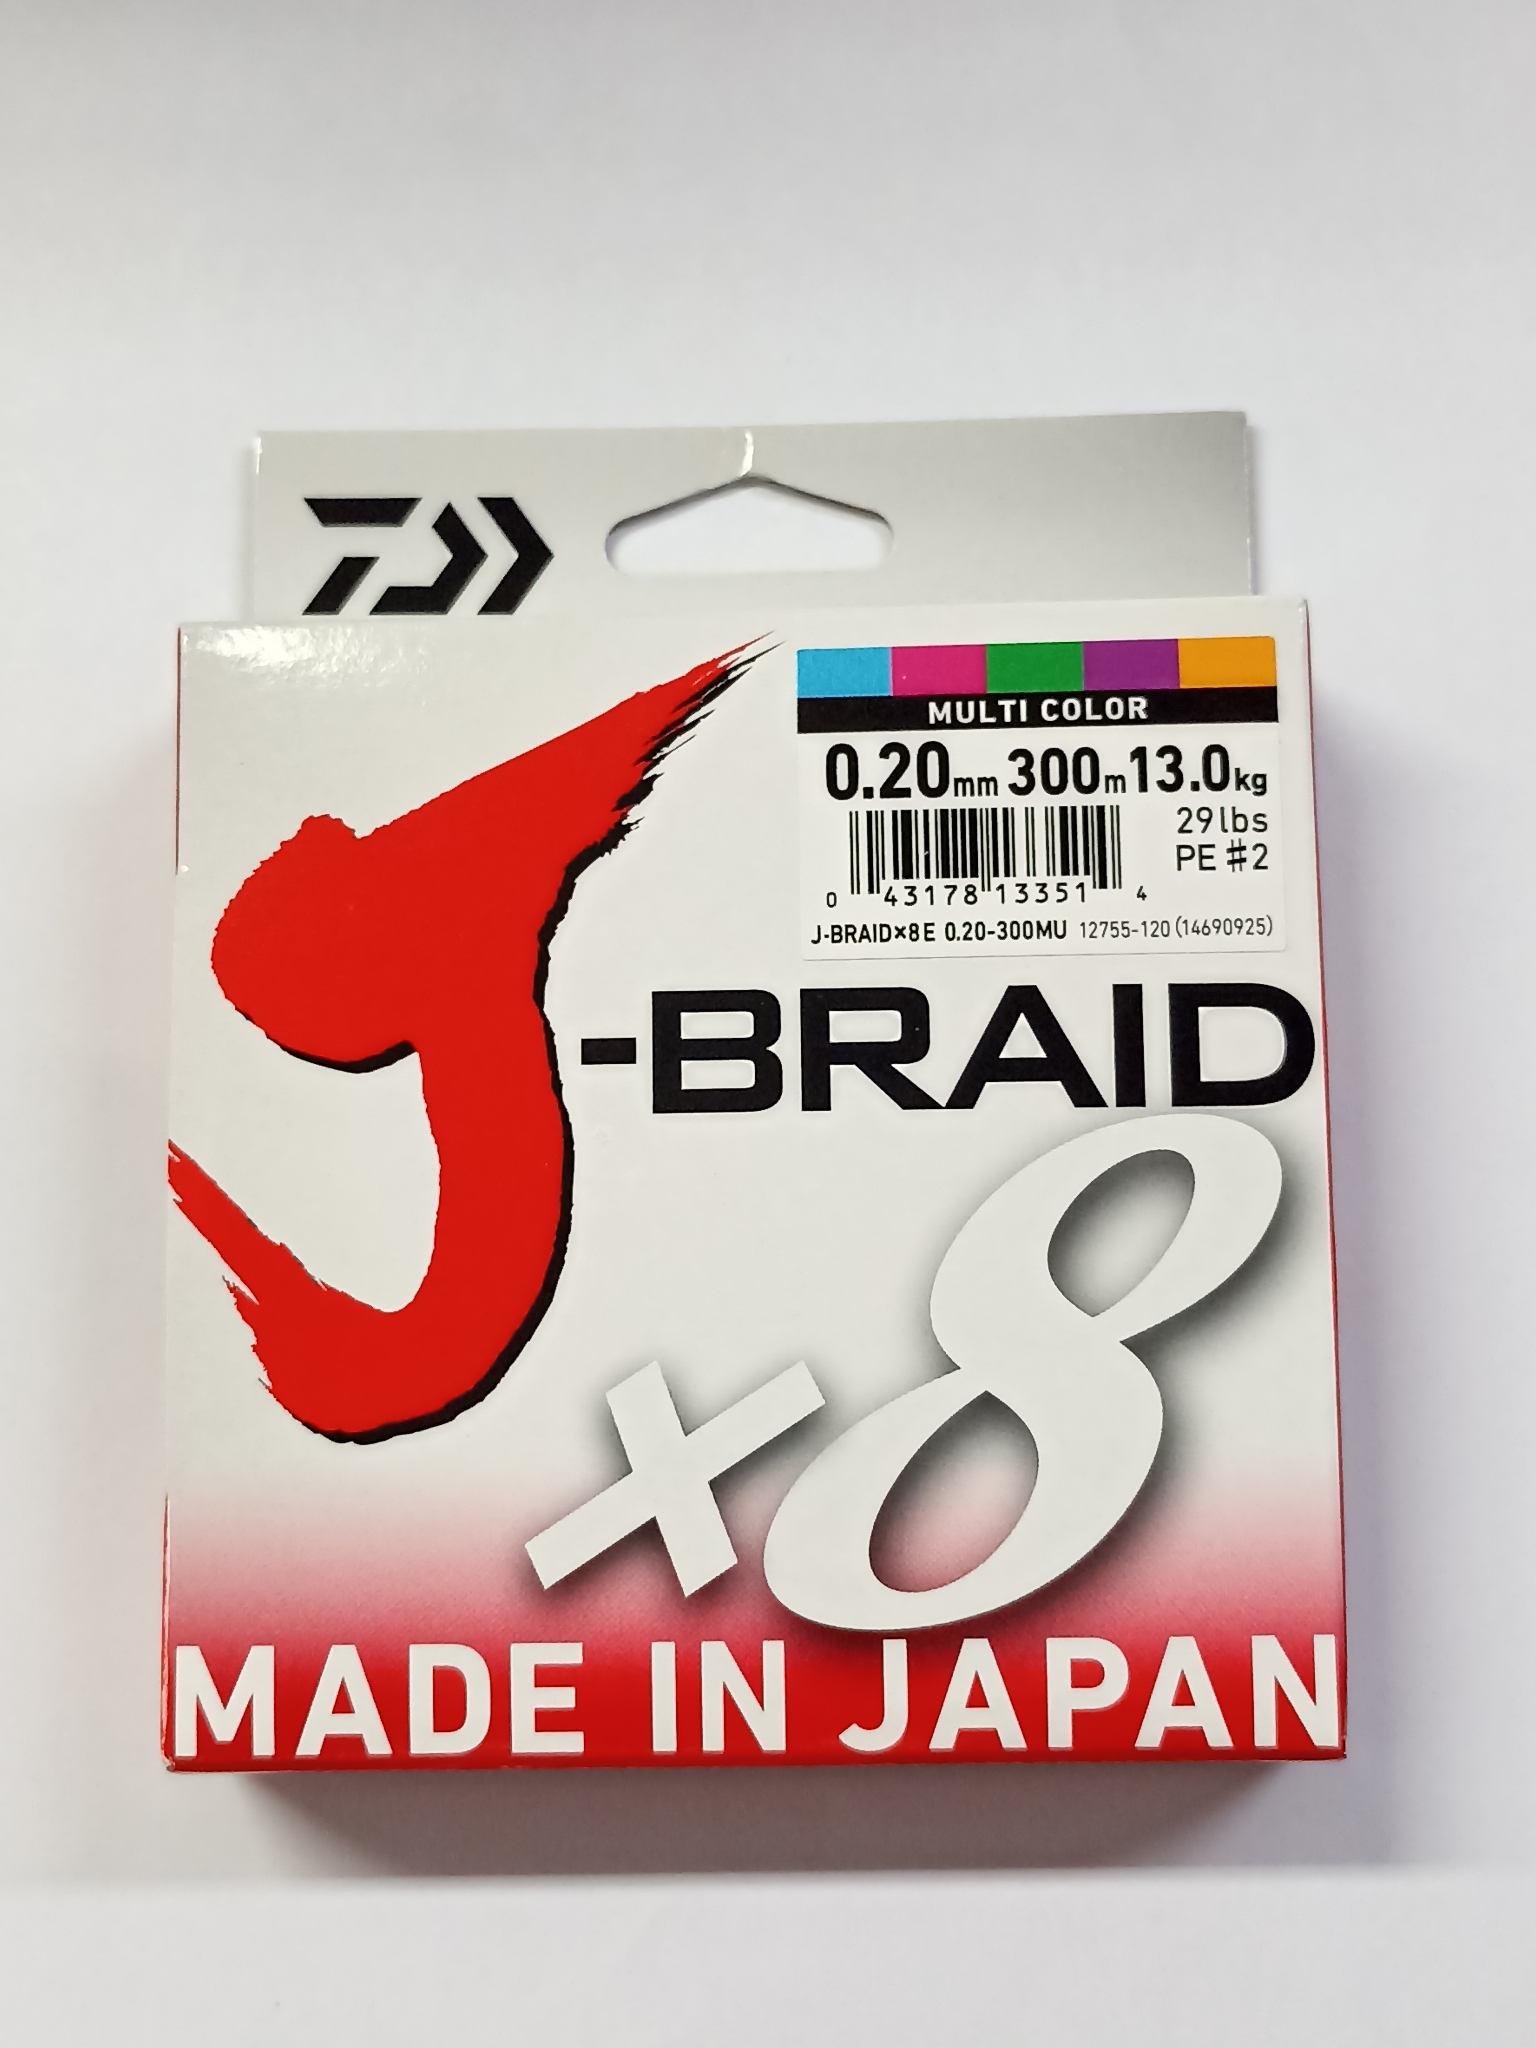 MULTI COLOR
0.20mm 300m 13.0kg
29lbs
PE #2
0 43178 13351 4
J-BRAID×8E 0.20-300MU 12755-120 (14690925)
J-BRAID
×8
MADE IN JAPAN